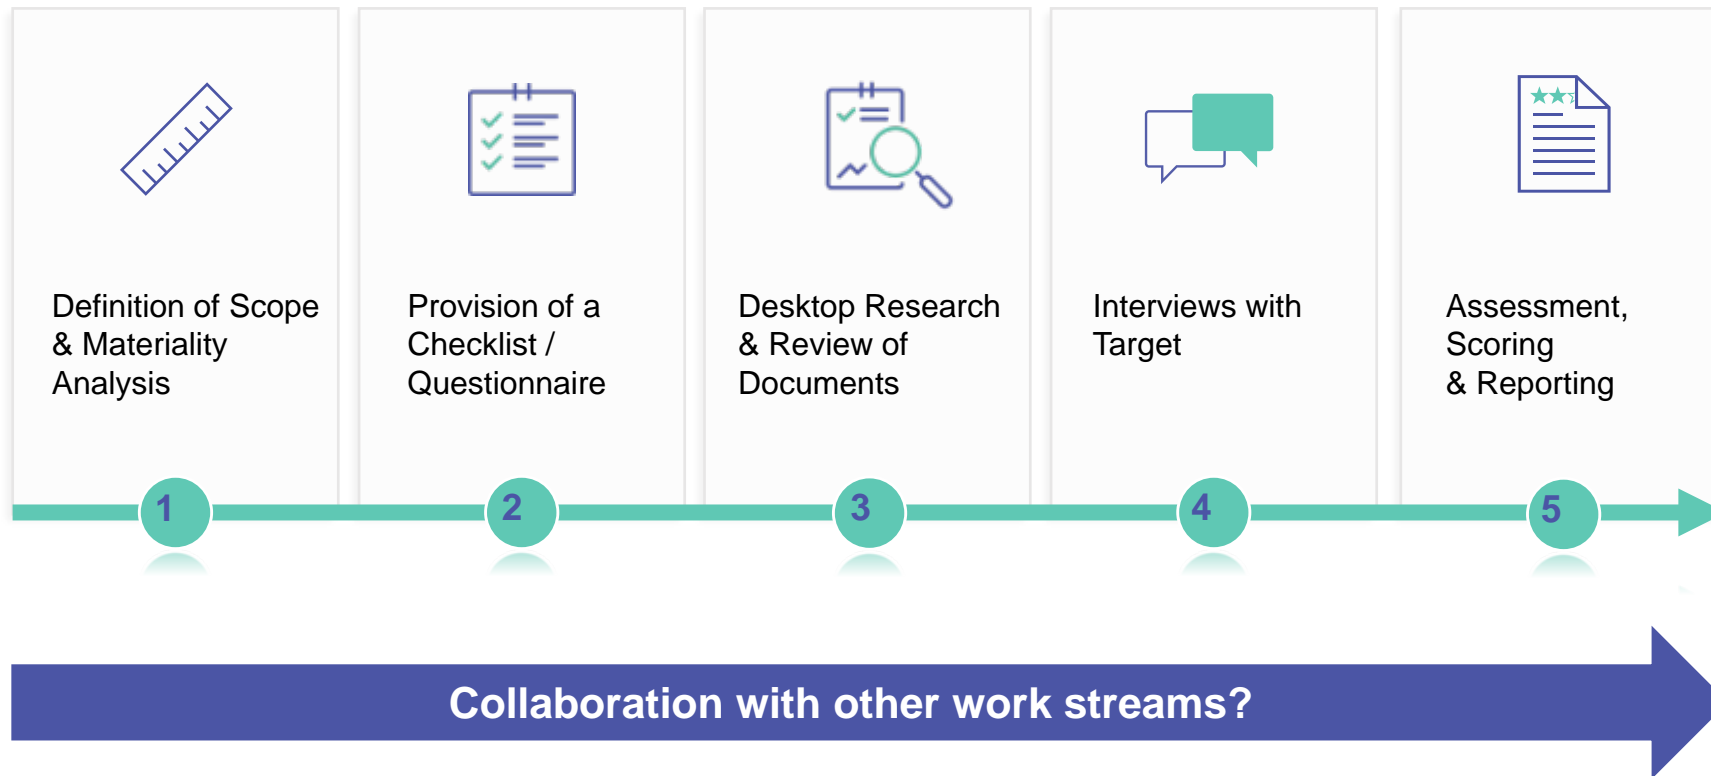 Definition of Scope
& Materiality
Analysis
Provision of a
Checklist /
Questionnaire
Desktop Research
& Review of
Documents
Interviews with
Target
Assessment,
Scoring
& Reporting
1
2
3
4
5
Collaboration with other work streams?